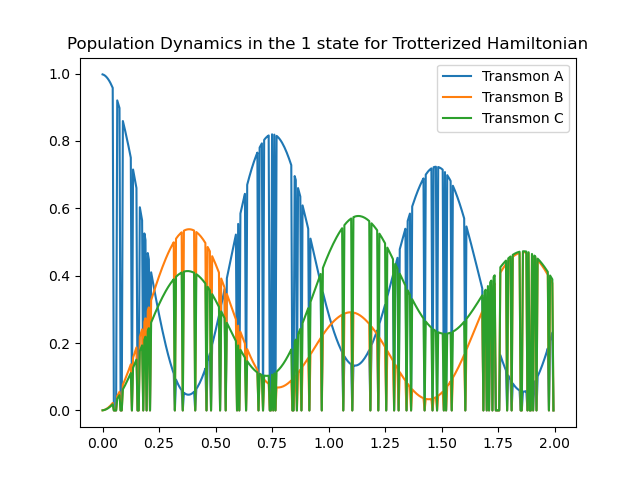 Population Dynamics in the 1 state for Trotterized Hamiltonian
1.0
0.8
0.6
0.4
0.2
0.0
Transmon A
Transmon B
Transmon C
0.00 0.25 0.50 0.75 1.00 1.25 1.50 1.75 2.00